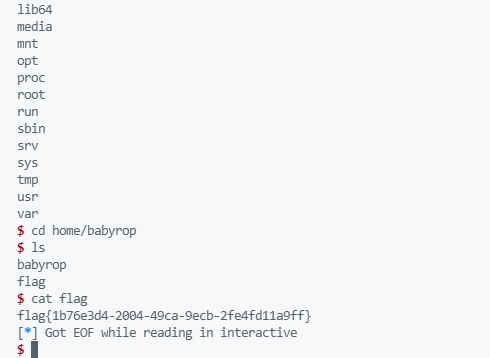 lib64
media
mnt
opt
proc
root
run
sbin
srv
sys
tmp
usr
var
$ cd home/babyrop
$ ls
babyrop
flag
$ cat flag
flag{1b76e3d4-2004-49ca-9ecb-2fe4fd11a9ff}
[*] Got EOF while reading in interactive
$